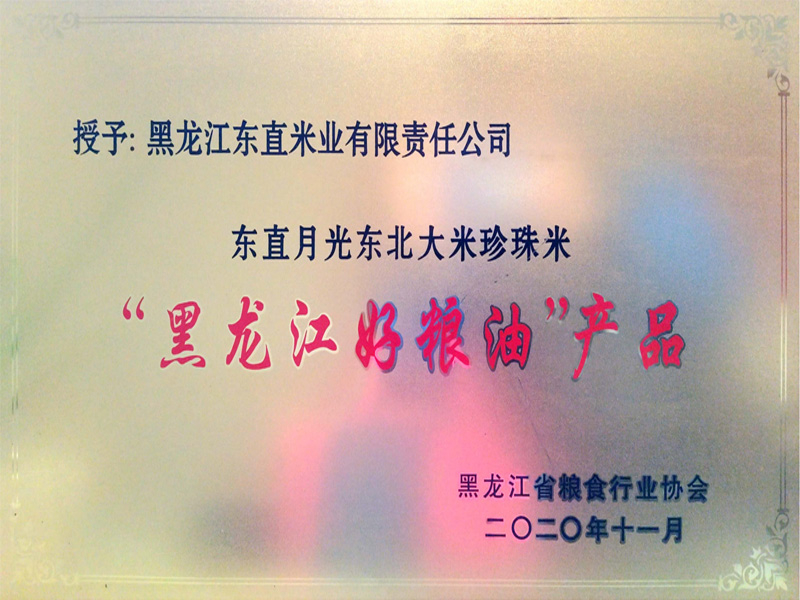 授予: 黑龙江东直米业有限责任公司
东直月光东北大米珍珠米
“黑龙江好粮油”产品
黑龙江省粮食行业协会
二〇二〇年十一月